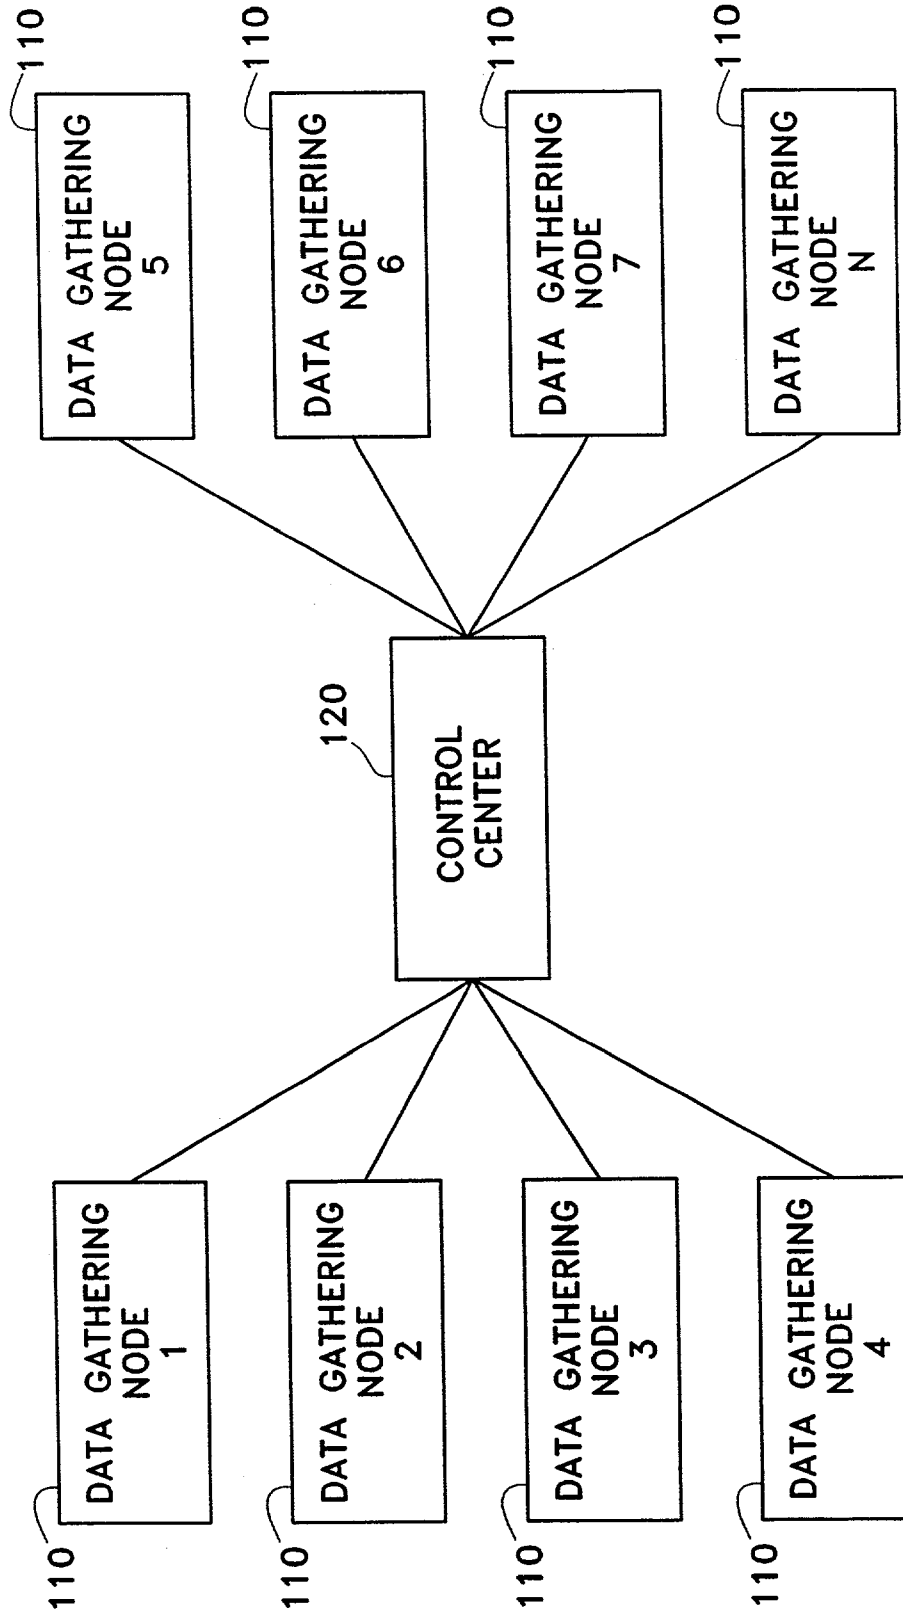 110
DATA GATHERING
NODE
1
110
DATA GATHERING
NODE
2
110
DATA GATHERING
NODE
3
110
DATA GATHERING
NODE
4
120
CONTROL
CENTER
110
DATA GATHERING
NODE
5
110
DATA GATHERING
NODE
6
110
DATA GATHERING
NODE
7
110
DATA GATHERING
NODE
N